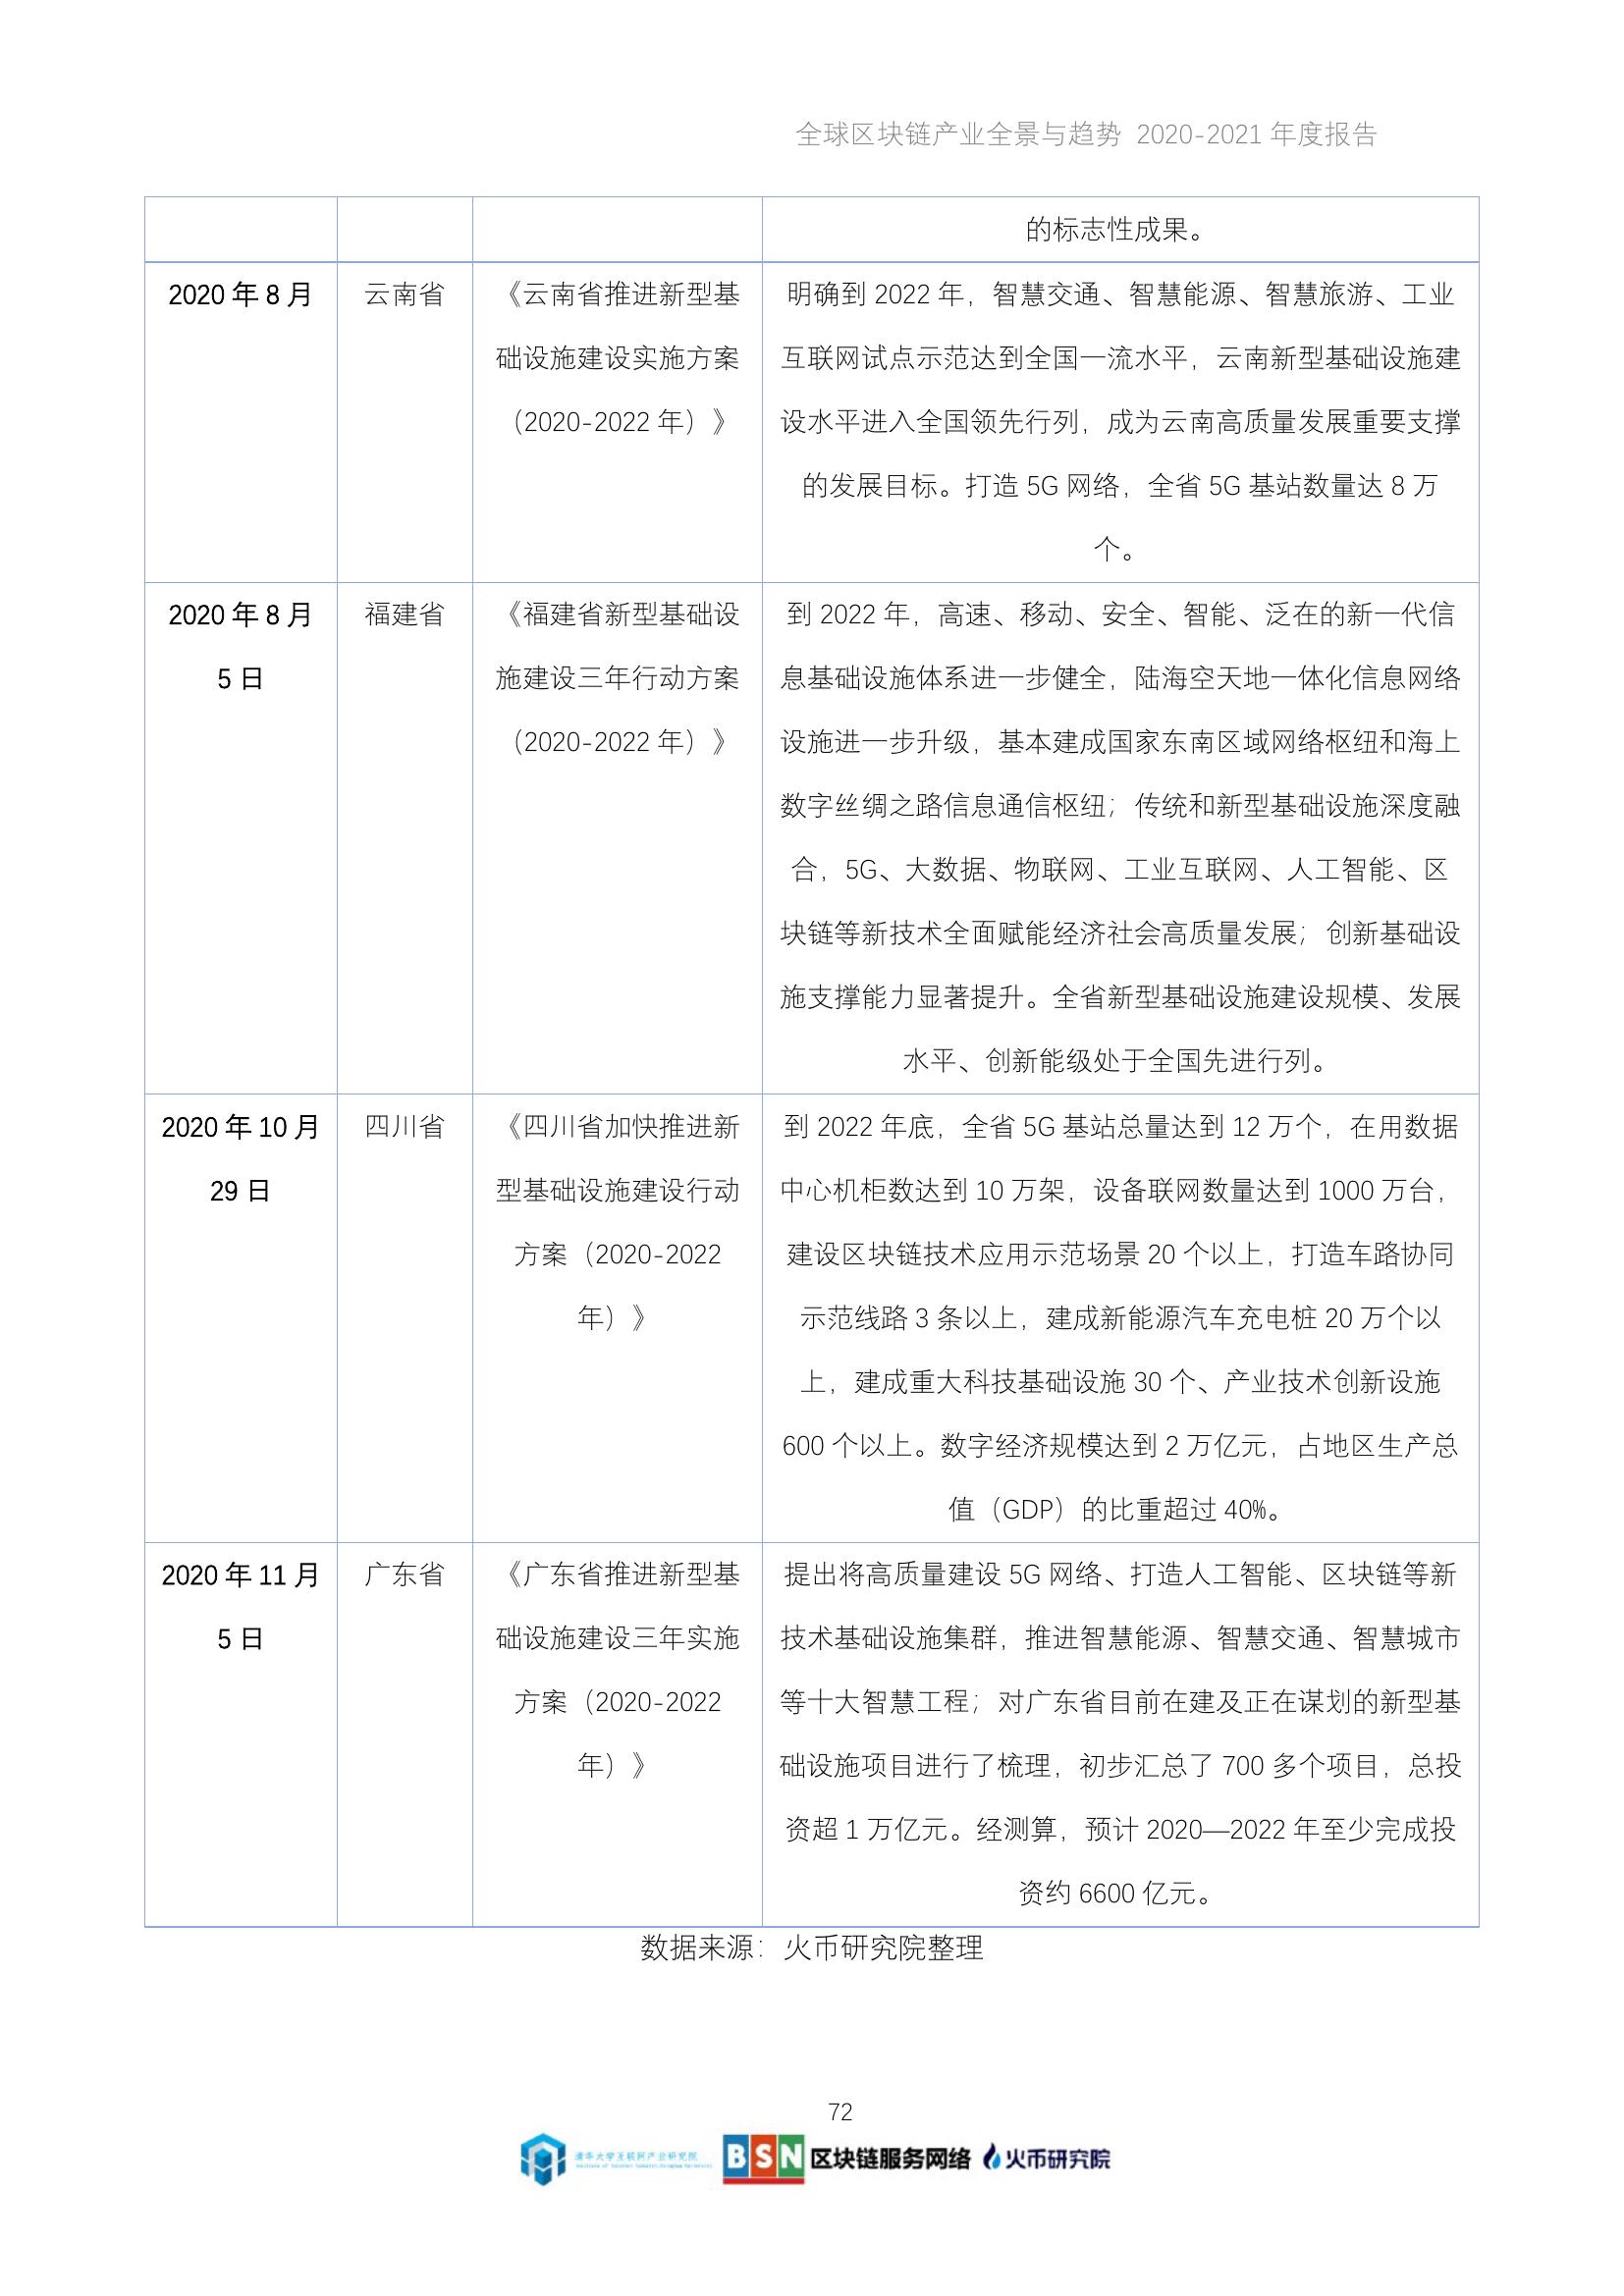 全球区块链产业全景与趋势 2020-2021 年度报告
的标志性成果。
2020 年 8 月
云南省
《云南省推进新型基
础设施建设实施方案
（2020-2022 年）》
明确到 2022 年，智慧交通、智慧能源、智慧旅游、工业
互联网试点示范达到全国一流水平，云南新型基础设施建
设水平进入全国领先行列，成为云南高质量发展重要支撑
的发展目标。打造 5G 网络，全省 5G 基站数量达 8 万
个。
2020 年 8 月
5 日
福建省
《福建省新型基础设
施建设三年行动方案
（2020-2022 年）》
到 2022 年，高速、移动、安全、智能、泛在的新一代信
息基础设施体系进一步健全，陆海空天地一体化信息网络
设施进一步升级，基本建成国家东南区域网络枢纽和海上
数字丝绸之路信息通信枢纽；传统和新型基础设施深度融
合，5G、大数据、物联网、工业互联网、人工智能、区
块链等新技术全面赋能经济社会高质量发展；创新基础设
施支撑能力显著提升。全省新型基础设施建设规模、发展
水平、创新能级处于全国先进行列。
2020 年 10 月
29 日
四川省
《四川省加快推进新
型基础设施建设行动
方案（2020-2022
年）》
到 2022 年底，全省 5G 基站总量达到 12 万个，在用数据
中心机柜数达到 10 万架，设备联网数量达到 1000 万台，
建设区块链技术应用示范场景 20 个以上，打造车路协同
示范线路 3 条以上，建成新能源汽车充电桩 20 万个以
上，建成重大科技基础设施 30 个、产业技术创新设施
600 个以上。数字经济规模达到 2 万亿元，占地区生产总
值（GDP）的比重超过 40%。
2020 年 11 月
5 日
广东省
《广东省推进新型基
础设施建设三年实施
方案（2020-2022
年）》
提出将高质量建设 5G 网络、打造人工智能、区块链等新
技术基础设施集群，推进智慧能源、智慧交通、智慧城市
等十大智慧工程；对广东省目前在建及正在谋划的新型基
础设施项目进行了梳理，初步汇总了 700 多个项目，总投
资超 1 万亿元。经测算，预计 2020—2022 年至少完成投
资约 6600 亿元。
数据来源：火币研究院整理
72
清华大学互联网产业研究院
BSN 区块链服务网络
火币研究院